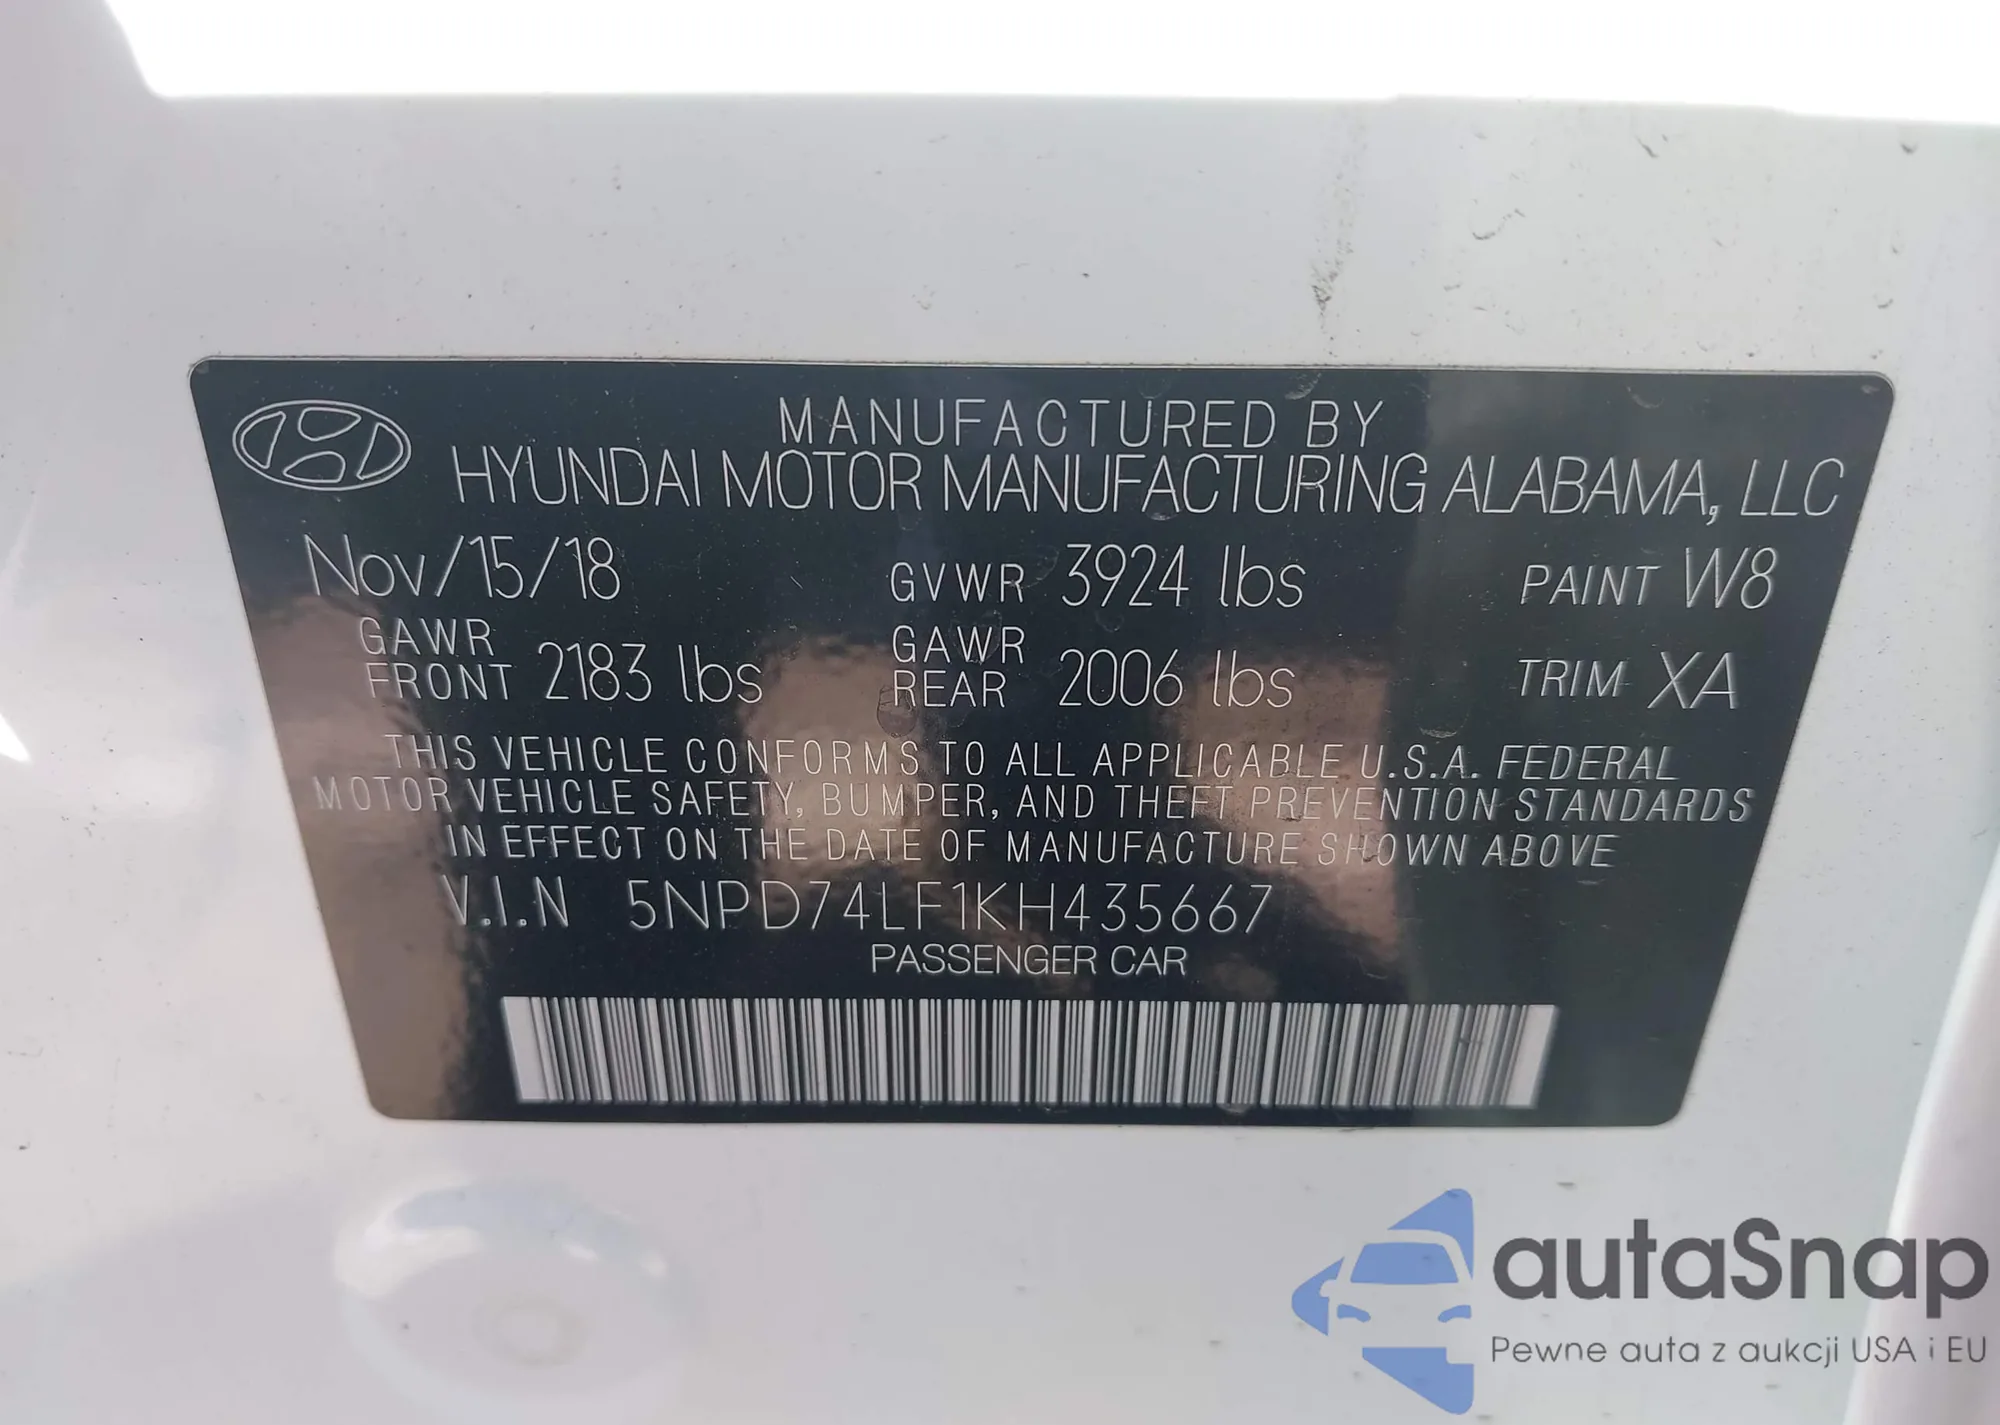 MANUFACTURED BY
HYUNDAI MOTOR MANUFACTURING ALABAMA, LLC
Nov/15/18 GVWR 3924 lbs PAINT W8
GAWR FRONT 2183 lbs GAWR REAR 2006 lbs TRIM XA
THIS VEHICLE CONFORMS TO ALL APPLICABLE U.S.A. FEDERAL
MOTOR VEHICLE SAFETY, BUMPER, AND THEFT PREVENTION STANDARDS
IN EFFECT ON THE DATE OF MANUFACTURE SHOWN ABOVE
V.I.N 5NPD74LF1KH435667
PASSENGER CAR
autaSnap
Pewne auta z aukcji USA i EU